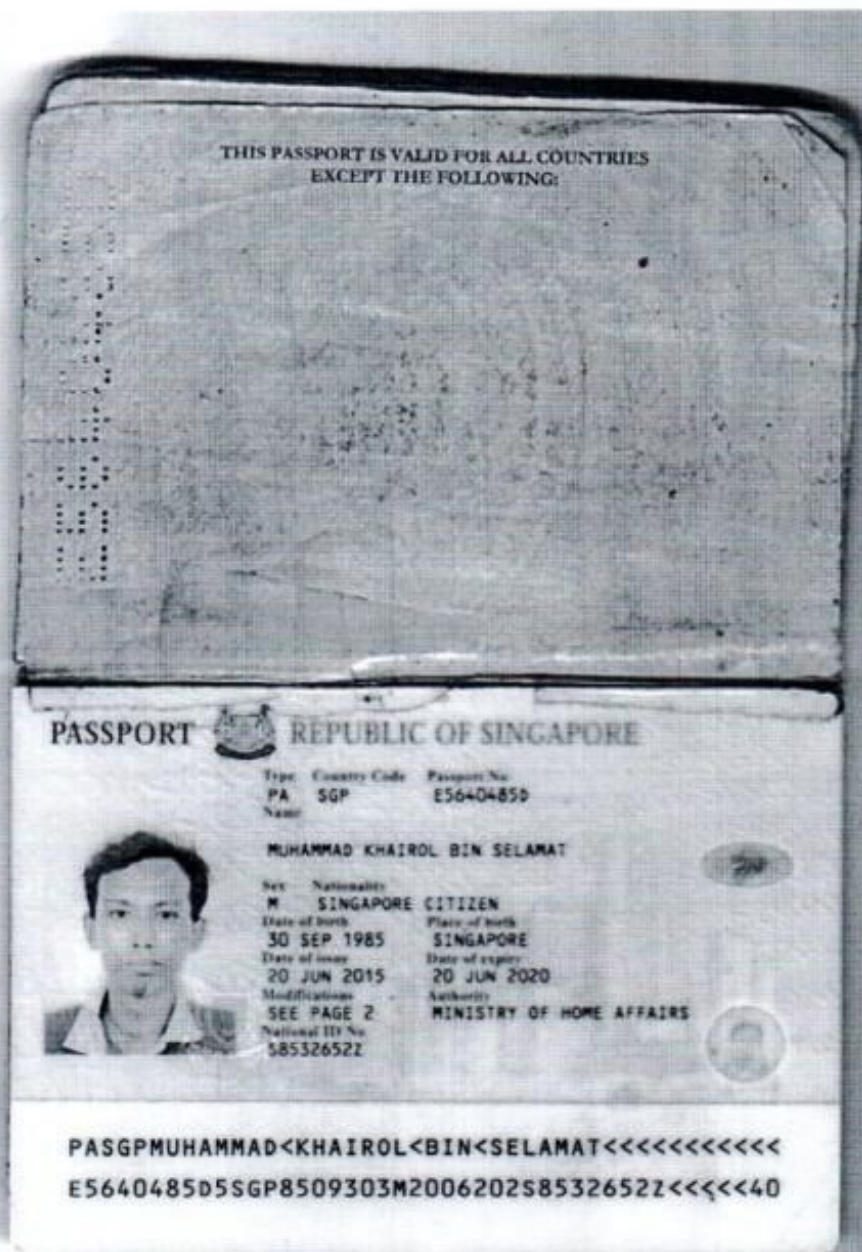 THIS PASSPORT IS VALID FOR ALL COUNTRIES
EXCEPT THE FOLLOWING:
PASSPORT REPUBLIC OF SINGAPORE
Type Country Code Passport No
PA SGP E5640485D
Name
MUHAMMAD KHAIROL BIN SELAMAT
Sex Nationality
M SINGAPORE CITIZEN
Date of birth Place of birth
30 SEP 1985 SINGAPORE
Date of issue Date of expiry
20 JUN 2015 20 JUN 2020
Modifications Authority
SEE PAGE 2 MINISTRY OF HOME AFFAIRS
National ID No
S8532652Z
PASGPMUHAMMAD<KHAIROL<BIN<SELAMAT<<<<<<<<<<<
E5640485D5SGP8509303M2006202S8532652Z<<<<<40